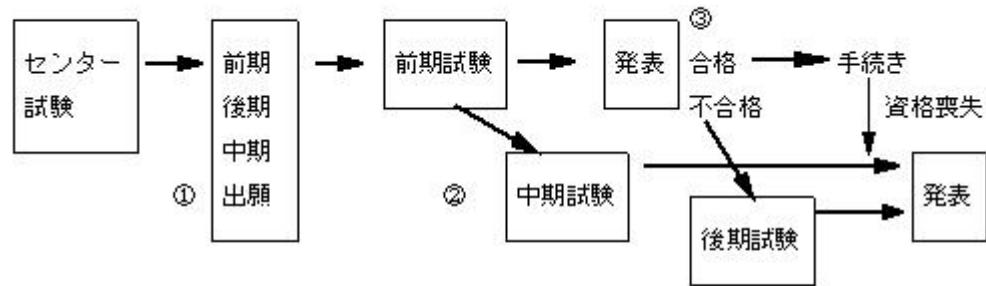 センター
試験
①
前期
後期
中期
出願
前期試験
②
中期試験
発表
③
合格
不合格
手続き
資格喪失
後期試験
発表